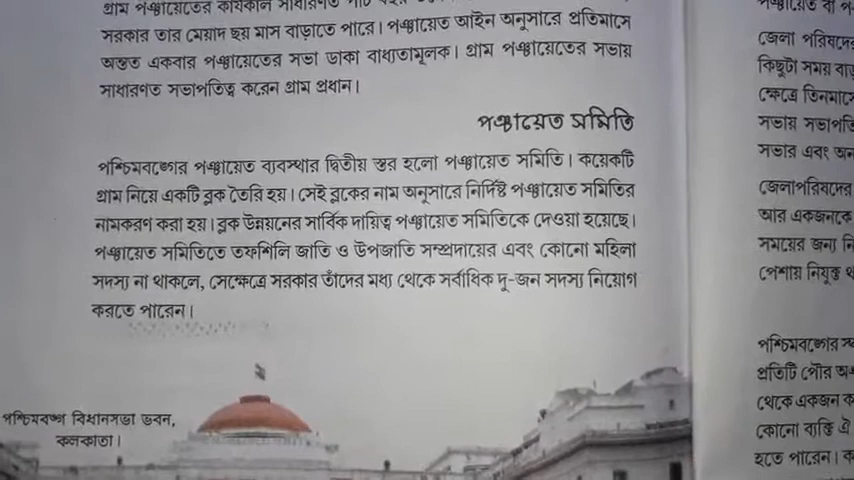 গ্রাম পঞ্চায়েতের কার্যকাল সাধারণত পাঁচ
সরকার তার মেয়াদ ছয় মাস বাড়াতে পারে। পঞ্চায়েত আইন অনুসারে প্রতিমাসে
অন্তত একবার পঞ্চায়েতের সভা ডাকা বাধ্যতামূলক। গ্রাম পঞ্চায়েতের সভায়
সাধারণত সভাপতিত্ব করেন গ্রাম প্রধান।
পঞ্চায়েত সমিতি
পশ্চিমবঙ্গের পঞ্চায়েত ব্যবস্থার দ্বিতীয় স্তর হলো পঞ্চায়েত সমিতি। কয়েকটি
গ্রাম নিয়ে একটি ব্লক তৈরি হয়। সেই ব্লকের নাম অনুসারে নির্দিষ্ট পঞ্চায়েত সমিতির
নামকরণ করা হয়। ব্লক উন্নয়নের সার্বিক দায়িত্ব পঞ্চায়েত সমিতিকে দেওয়া হয়েছে।
পঞ্চায়েত সমিতিতে তফশিলি জাতি ও উপজাতি সম্প্রদায়ের এবং কোনো মহিলা
সদস্য না থাকলে, সেক্ষেত্রে সরকার তাঁদের মধ্য থেকে সর্বাধিক দু-জন সদস্য নিয়োগ
করতে পারেন।
পশ্চিমবঙ্গ বিধানসভা ভবন,
কলকাতা।
জেলা পরিষদের
কিছুটা সময়
ক্ষেত্রে তিনমাসে
সভায়
সভার এবং
জেলাপরিষদের
আর একজনকে
সময়ের জন্য
পেশায় নিযুক্ত
পশ্চিমবঙ্গের
প্রতিটি পৌর
থেকে একজন
কোনো ব্যক্তি ঐ
হতে পারেন।